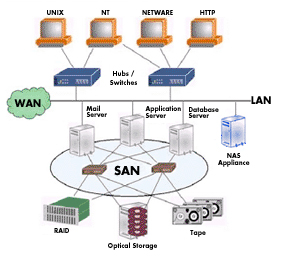 UNIX NT NETWARE HTTP
Hubs /
Switches
WAN
LAN
Mail
Server
Application
Server
Database
Server
NAS
Appliance
SAN
RAID
Optical Storage
Tape